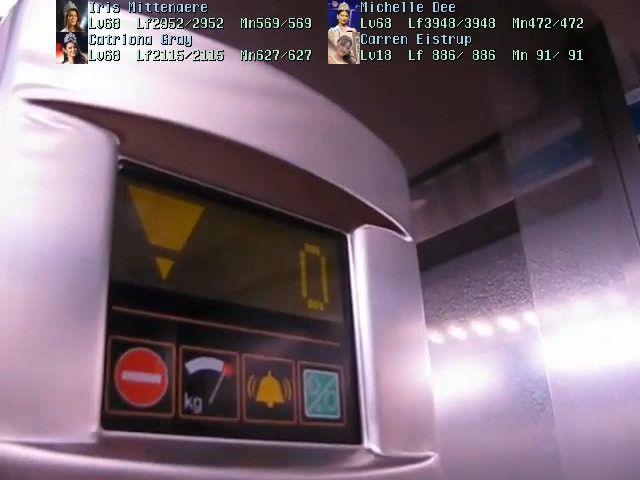 Iris Mittenaere
Lv68 Lf2952/2952 Mn569/569
Catriona Gray
Lv68 Lf2115/2115 Mn627/627
Michelle Dee
Lv68 Lf3948/3948 Mn472/472
Carren Eistrup
Lv18 Lf 886/ 886 Mn 91/ 91
0
kg